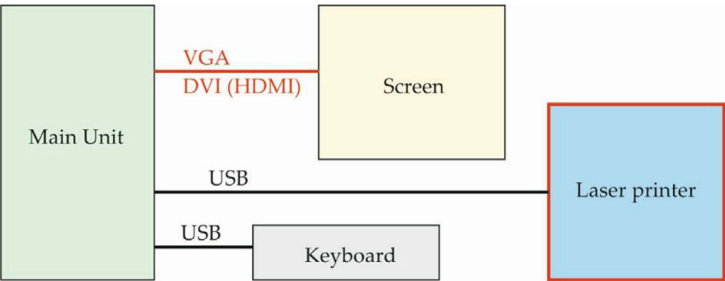 Main Unit
VGA
DVI (HDMI)
Screen
USB
Laser printer
USB
Keyboard